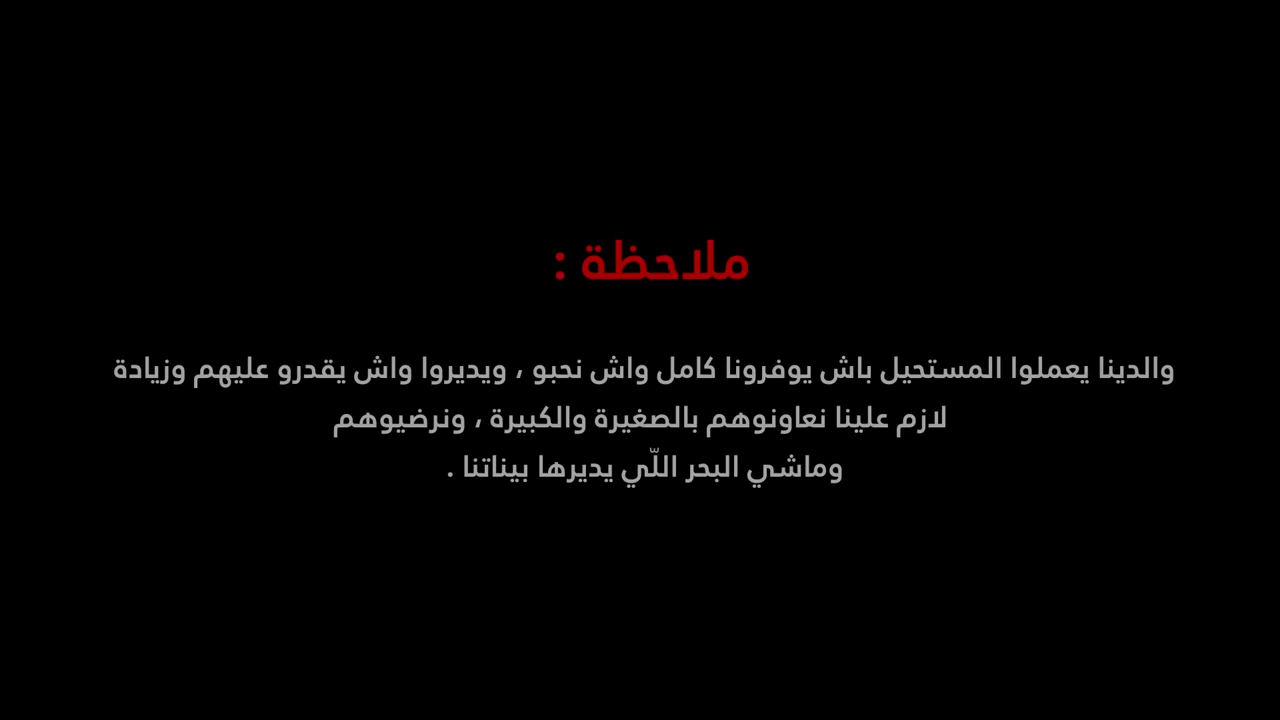 ملاحظة :
والدينا يعملوا المستحيل باش يوفرونا كامل واش نحبو ، ويديروا واش يقدرو عليهم وزيادة
لازم علينا نعاونوهم بالصغيرة والكبيرة ، ونرضيوهم
وماشي البحر اللّي يديرها بيناتنا .